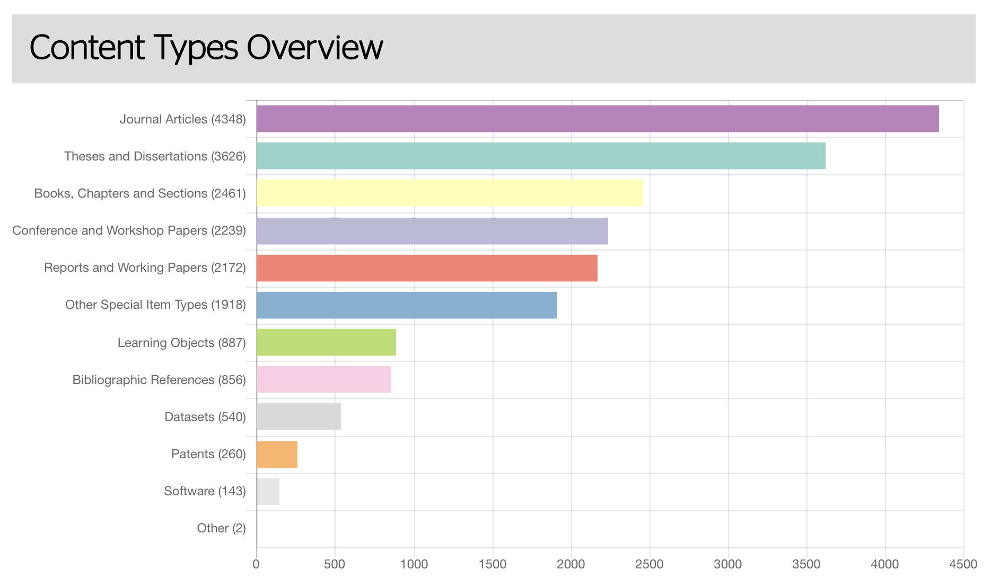 Content Types Overview
Journal Articles (4348)
Theses and Dissertations (3626)
Books, Chapters and Sections (2461)
Conference and Workshop Papers (2239)
Reports and Working Papers (2172)
Other Special Item Types (1918)
Learning Objects (887)
Bibliographic References (856)
Datasets (540)
Patents (260)
Software (143)
Other (2)
0 500 1000 1500 2000 2500 3000 3500 4000 4500